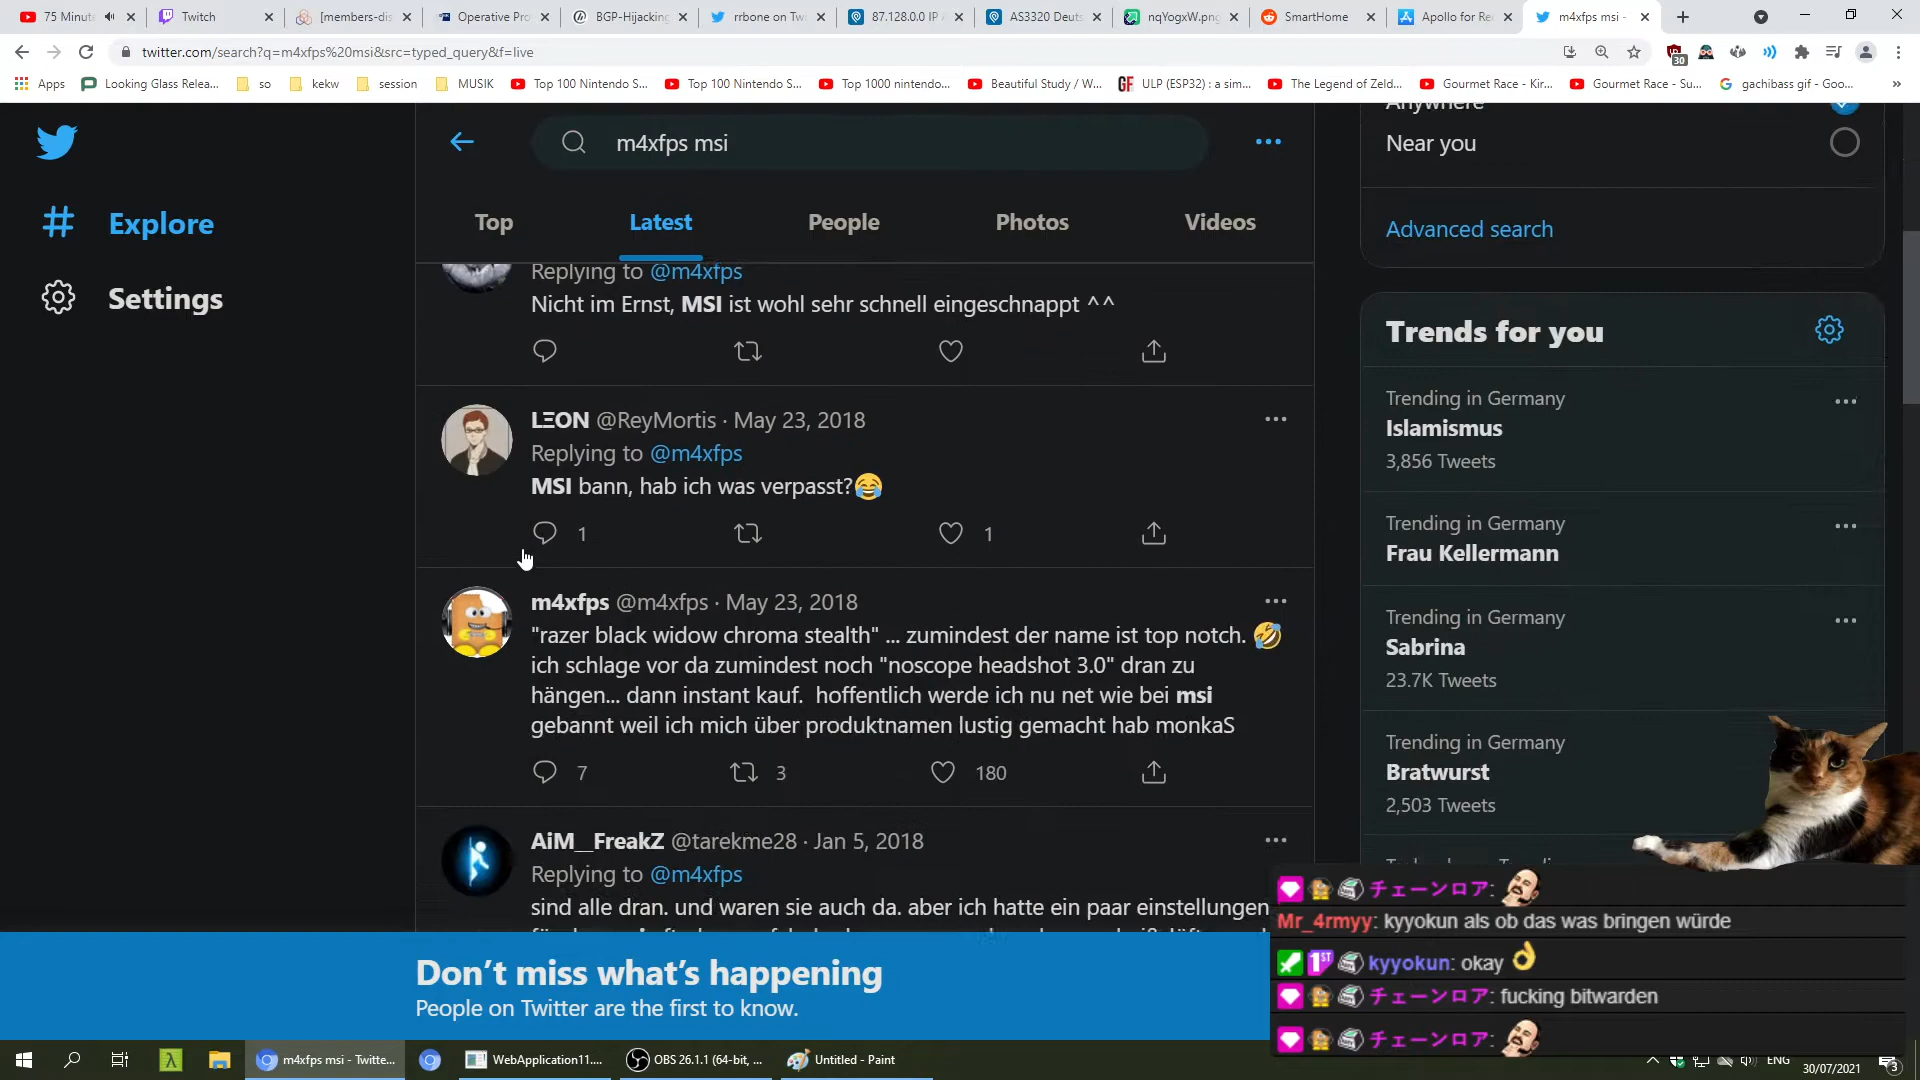 75 Minute
Twitch
[members-dis
Operative Pro
BGP-Hijacking
rrbone on Twi
87.128.0.0 IP A
AS3320 Deuts
nqYogxW.png
SmartHome
Apollo for Re
m4xfps msi -
twitter.com/search?q=m4xfps%20msi&src=typed_query&f=live
30
Apps
Looking Glass Relea...
so
kekw
session
MUSIK
Top 100 Nintendo S...
Top 100 Nintendo S...
Top 1000 nintendo...
Beautiful Study / W...
ULP (ESP32) : a sim...
The Legend of Zeld...
Gourmet Race - Kir...
Gourmet Race - Su...
gachibass gif - Goo...
»
Explore
Settings
m4xfps msi
Top
Latest
People
Photos
Videos
Replying to @m4xfps
Nicht im Ernst, MSI ist wohl sehr schnell eingeschnappt ^^
LΞON @ReyMortis · May 23, 2018
Replying to @m4xfps
MSI bann, hab ich was verpasst?😂
1
1
m4xfps @m4xfps · May 23, 2018
"razer black widow chroma stealth" ... zumindest der name ist top notch. 🤣
ich schlage vor da zumindest noch "noscope headshot 3.0" dran zu
hängen... dann instant kauf. hoffentlich werde ich nu net wie bei msi
gebannt weil ich mich über produktnamen lustig gemacht hab monkaS
7
3
180
AiM__FreakZ @tarekme28 · Jan 5, 2018
Replying to @m4xfps
sind alle dran. und waren sie auch da. aber ich hatte ein paar einstellungen
Anywhere
Near you
Advanced search
Trends for you
Trending in Germany
Islamismus
3,856 Tweets
Trending in Germany
Frau Kellermann
Trending in Germany
Sabrina
23.7K Tweets
Trending in Germany
Bratwurst
2,503 Tweets
Don't miss what's happening
People on Twitter are the first to know.
チェーンロア:
Mr_4rmyy: kyyokun als ob das was bringen würde
1ST kyyokun: okay 👌
チェーンロア: fucking bitwarden
チェーンロア:
m4xfps msi - Twitte...
WebApplication11....
OBS 26.1.1 (64-bit, ...
Untitled - Paint
ENG
30/07/2021
3